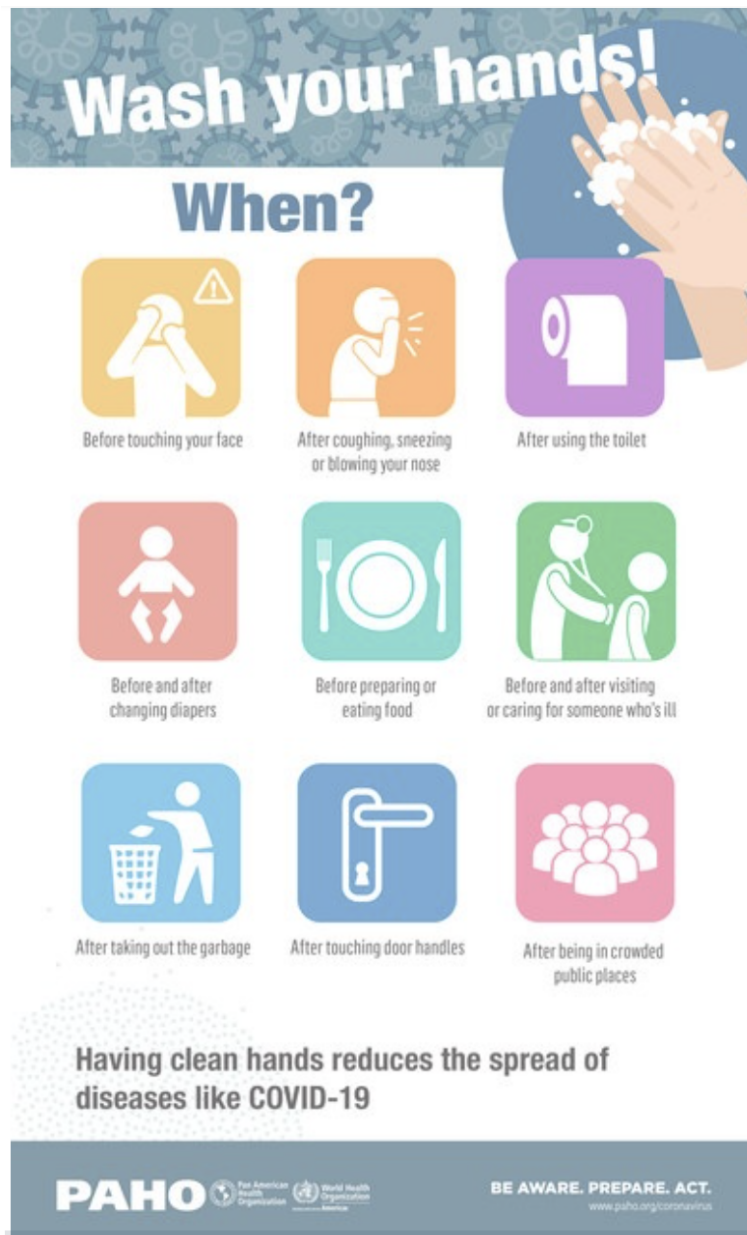 Wash your hands!
When?
Before touching your face
After coughing, sneezing
or blowing your nose
After using the toilet
Before and after
changing diapers
Before preparing or
eating food
Before and after visiting
or caring for someone who's ill
After taking out the garbage
After touching door handles
After being in crowded
public places
Having clean hands reduces the spread of
diseases like COVID-19
PAHO
Pan American
Health
Organization
World Health
Organization
Americas
BE AWARE. PREPARE. ACT.
www.paho.org/coronavirus